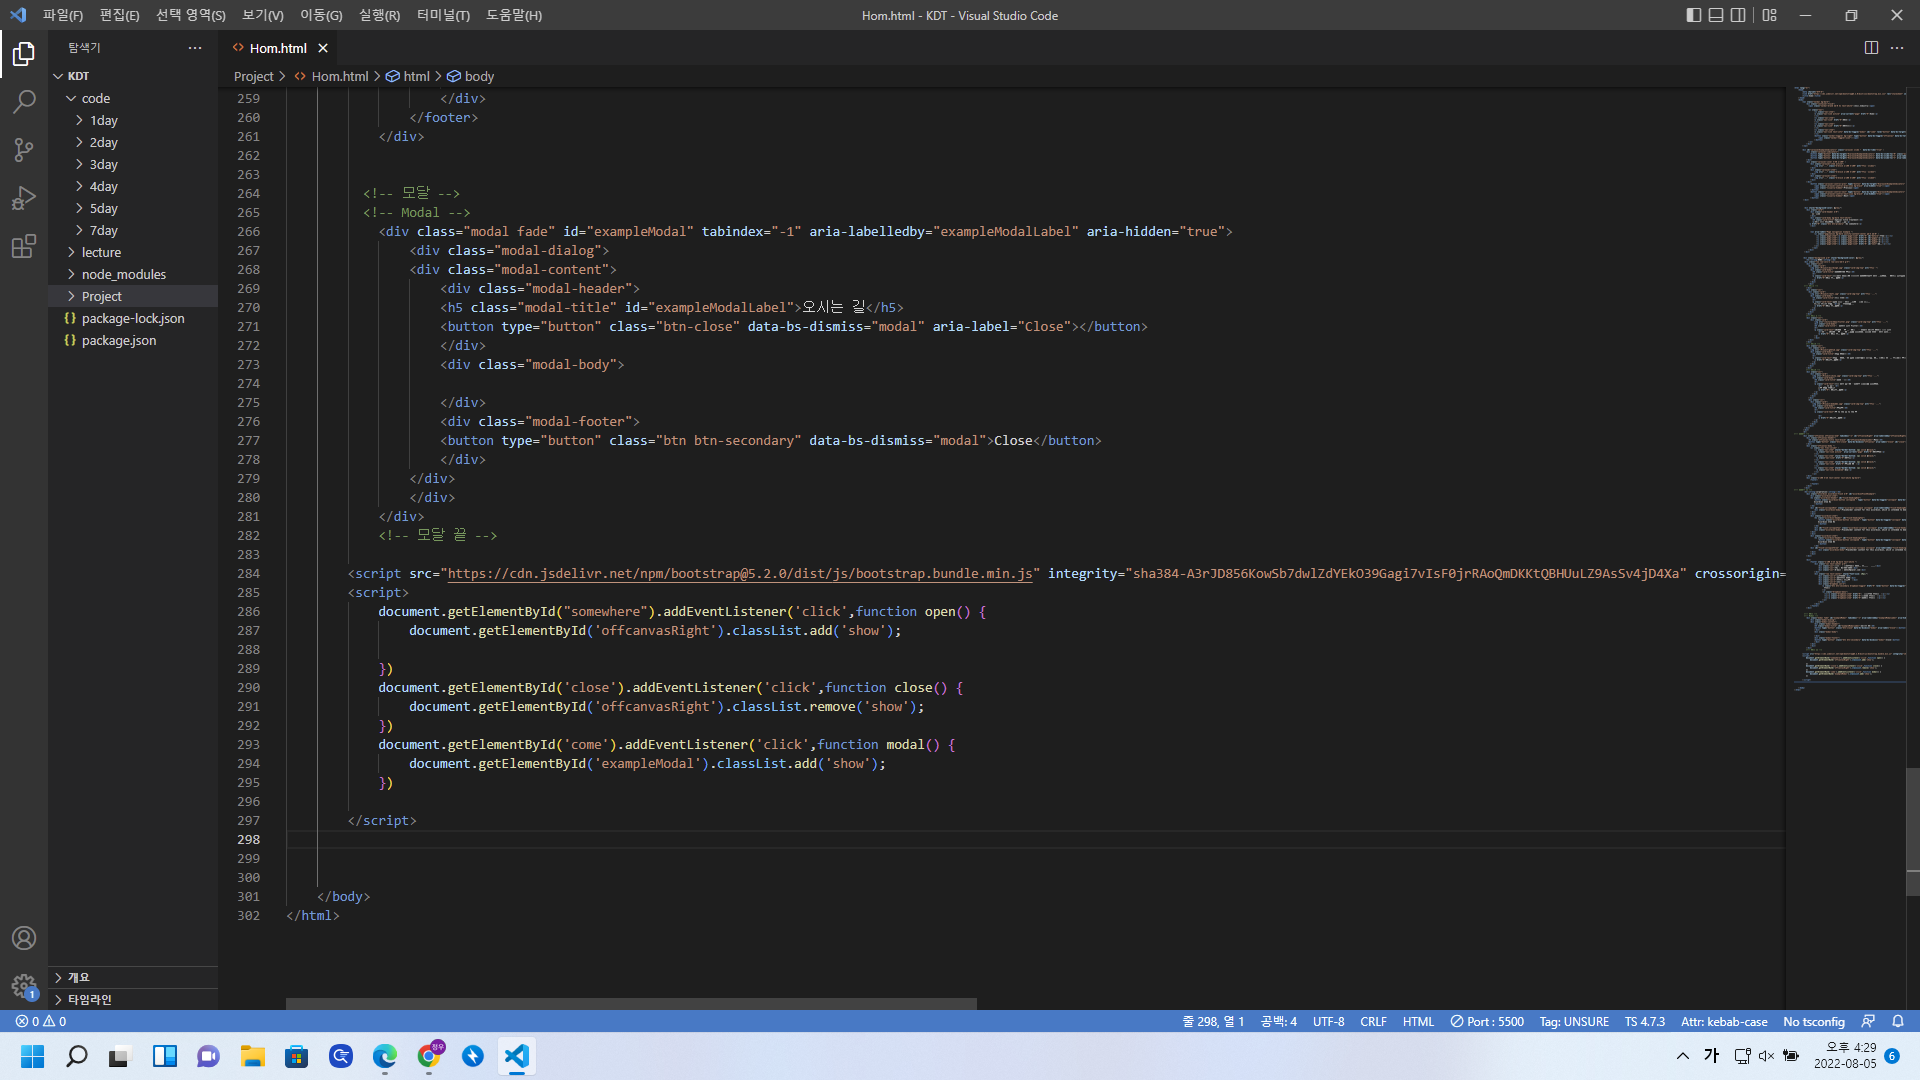 파일(F) 편집(E) 선택 영역(S) 보기(V) 이동(G) 실행(R) 터미널(T) 도움말(H)
Hom.html - KDT - Visual Studio Code
탐색기
KDT
code
1day
2day
3day
4day
5day
7day
lecture
node_modules
Project
{} package-lock.json
{} package.json
개요
타임라인
<> Hom.html
Project > <> Hom.html > html > body
259 </div>
260 </footer>
261 </div>
262
263
264 <!-- 모달 -->
265 <!-- Modal -->
266 <div class="modal fade" id="exampleModal" tabindex="-1" aria-labelledby="exampleModalLabel" aria-hidden="true">
267 <div class="modal-dialog">
268 <div class="modal-content">
269 <div class="modal-header">
270 <h5 class="modal-title" id="exampleModalLabel">오시는 길</h5>
271 <button type="button" class="btn-close" data-bs-dismiss="modal" aria-label="Close"></button>
272 </div>
273 <div class="modal-body">
274
275 </div>
276 <div class="modal-footer">
277 <button type="button" class="btn btn-secondary" data-bs-dismiss="modal">Close</button>
278 </div>
279 </div>
280 </div>
281 </div>
282 <!-- 모달 끝 -->
283
284 <script src="https://cdn.jsdelivr.net/npm/bootstrap@5.2.0/dist/js/bootstrap.bundle.min.js" integrity="sha384-A3rJD856KowSb7dwlZdYEkO39Gagi7vIsF0jrRAoQmDKKtQBHUuLZ9AsSv4jD4Xa" crossorigin=
285 <script>
286 document.getElementById("somewhere").addEventListener('click',function open() {
287 document.getElementById('offcanvasRight').classList.add('show');
288
289 })
290 document.getElementById('close').addEventListener('click',function close() {
291 document.getElementById('offcanvasRight').classList.remove('show');
292 })
293 document.getElementById('come').addEventListener('click',function modal() {
294 document.getElementById('exampleModal').classList.add('show');
295 })
296
297 </script>
298
299
300
301 </body>
302 </html>
0 0
줄 298, 열 1 공백: 4 UTF-8 CRLF HTML Port : 5500 Tag: UNSURE TS 4.7.3 Attr: kebab-case No tsconfig
1
창우
가
오후 4:29
2022-08-05
6